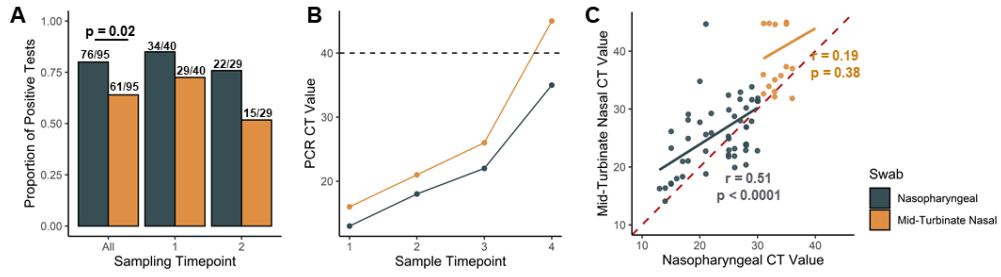 A
Proportion of Positive Tests
1.00
0.75
0.50
0.25
0.00
p = 0.02
76/95
61/95
34/40
29/40
22/29
15/29
All
1
2
Sampling Timepoint
B
PCR CT Value
40
30
20
1
2
3
4
Sample Timepoint
C
Mid-Turbinate Nasal CT Value
40
30
20
10
r = 0.19
p = 0.38
r = 0.51
p < 0.0001
10
20
30
40
Nasopharyngeal CT Value
Swab
Nasopharyngeal
Mid-Turbinate Nasal